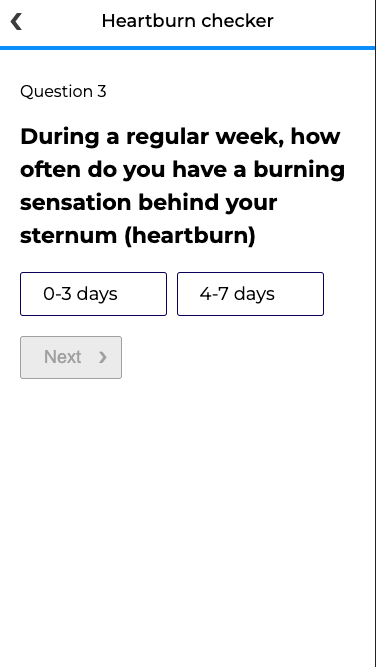 Heartburn checker
Question 3
During a regular week, how
often do you have a burning
sensation behind your
sternum (heartburn)
0-3 days
4-7 days
Next